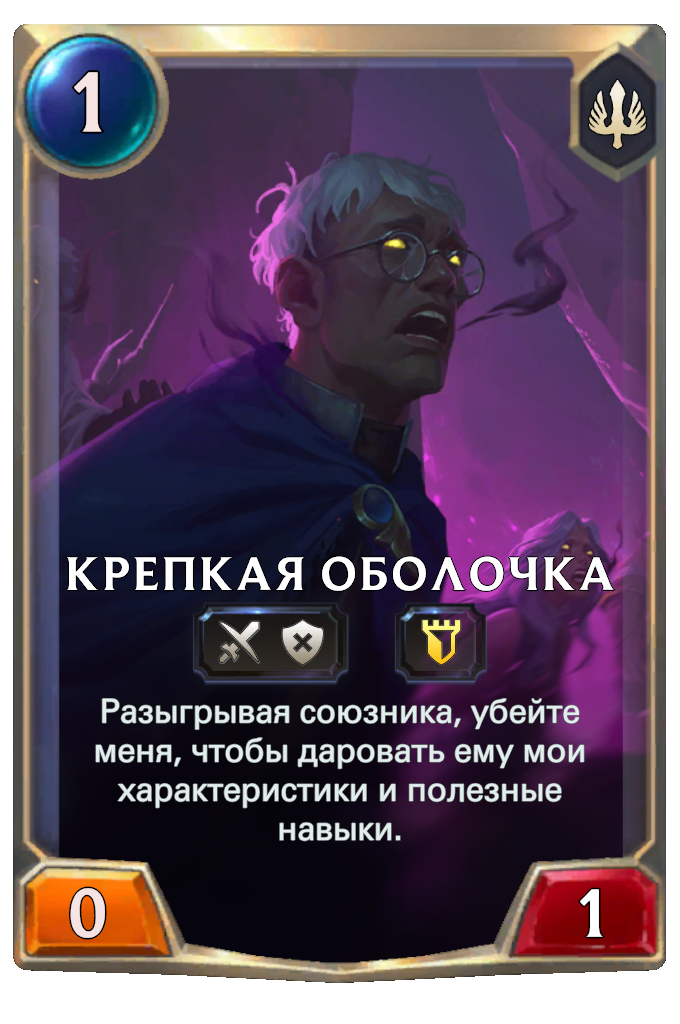 1
КРЕПКАЯ ОБОЛОЧКА
Разыгрывая союзника, убейте
меня, чтобы даровать ему мои
характеристики и полезные
навыки.
0
1